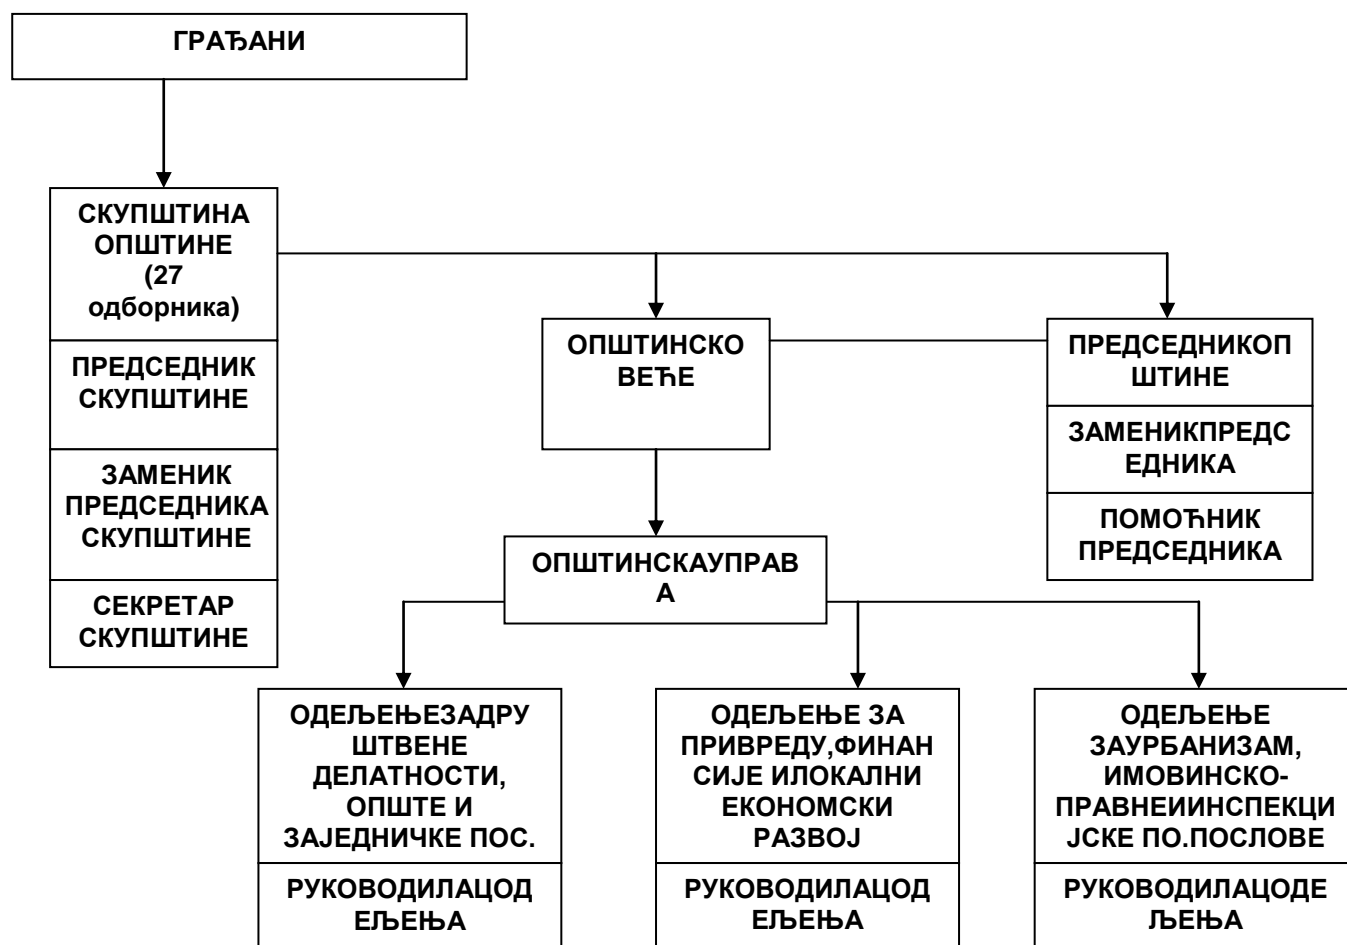 ГРАЂАНИ
СКУПШТИНА
ОПШТИНЕ
(27
одборника)
ПРЕДСЕДНИК
СКУПШТИНЕ
ЗАМЕНИК
ПРЕДСЕДНИКА
СКУПШТИНЕ
СЕКРЕТАР
СКУПШТИНЕ
ОПШТИНСКО
ВЕЋЕ
ПРЕДСЕДНИКОП
ШТИНЕ
ЗАМЕНИКПРЕДС
ЕДНИКА
ПОМОЋНИК
ПРЕДСЕДНИКА
ОПШТИНСКАУПРАВ
А
ОДЕЉЕЊЕЗАДРУ
ШТВЕНЕ
ДЕЛАТНОСТИ,
ОПШТЕ И
ЗАЈЕДНИЧКЕ ПОС.
РУКОВОДИЛАЦОД
ЕЉЕЊА
ОДЕЉЕЊЕ ЗА
ПРИВРЕДУ,ФИНАН
СИЈЕ ИЛОКАЛНИ
ЕКОНОМСКИ
РАЗВОЈ
РУКОВОДИЛАЦОД
ЕЉЕЊА
ОДЕЉЕЊЕ
ЗАУРБАНИЗАМ,
ИМОВИНСКО-
ПРАВНЕИИНСПЕКЦИ
ЈСКЕ ПО.ПОСЛОВЕ
РУКОВОДИЛАЦОДЕ
ЉЕЊА